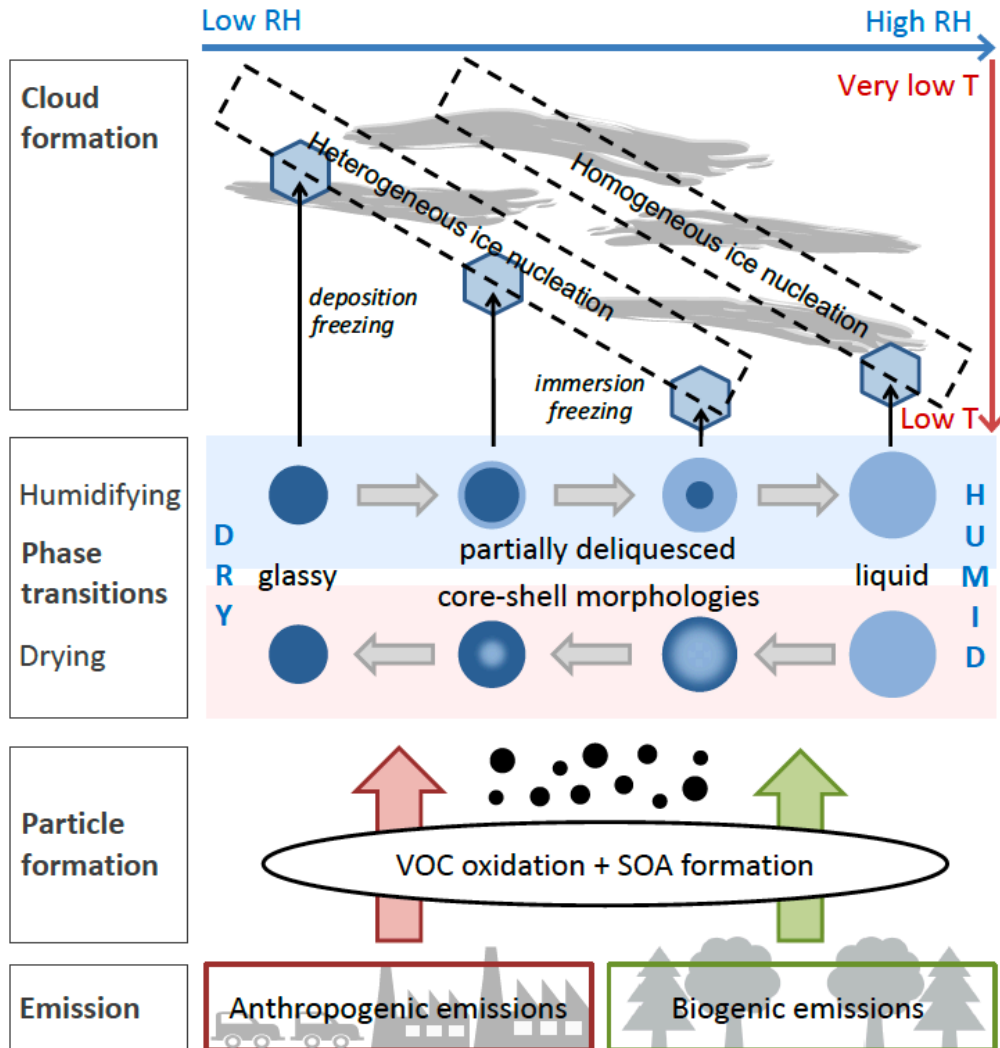 Low RH
High RH
Cloud
formation
Very low T
Heterogeneous ice nucleation
Homogeneous ice nucleation
deposition
freezing
immersion
freezing
Low T
Humidifying
Phase
transitions
Drying
DRY
HUMID
partially deliquesced
glassy
liquid
core-shell morphologies
Particle
formation
VOC oxidation + SOA formation
Emission
Anthropogenic emissions
Biogenic emissions